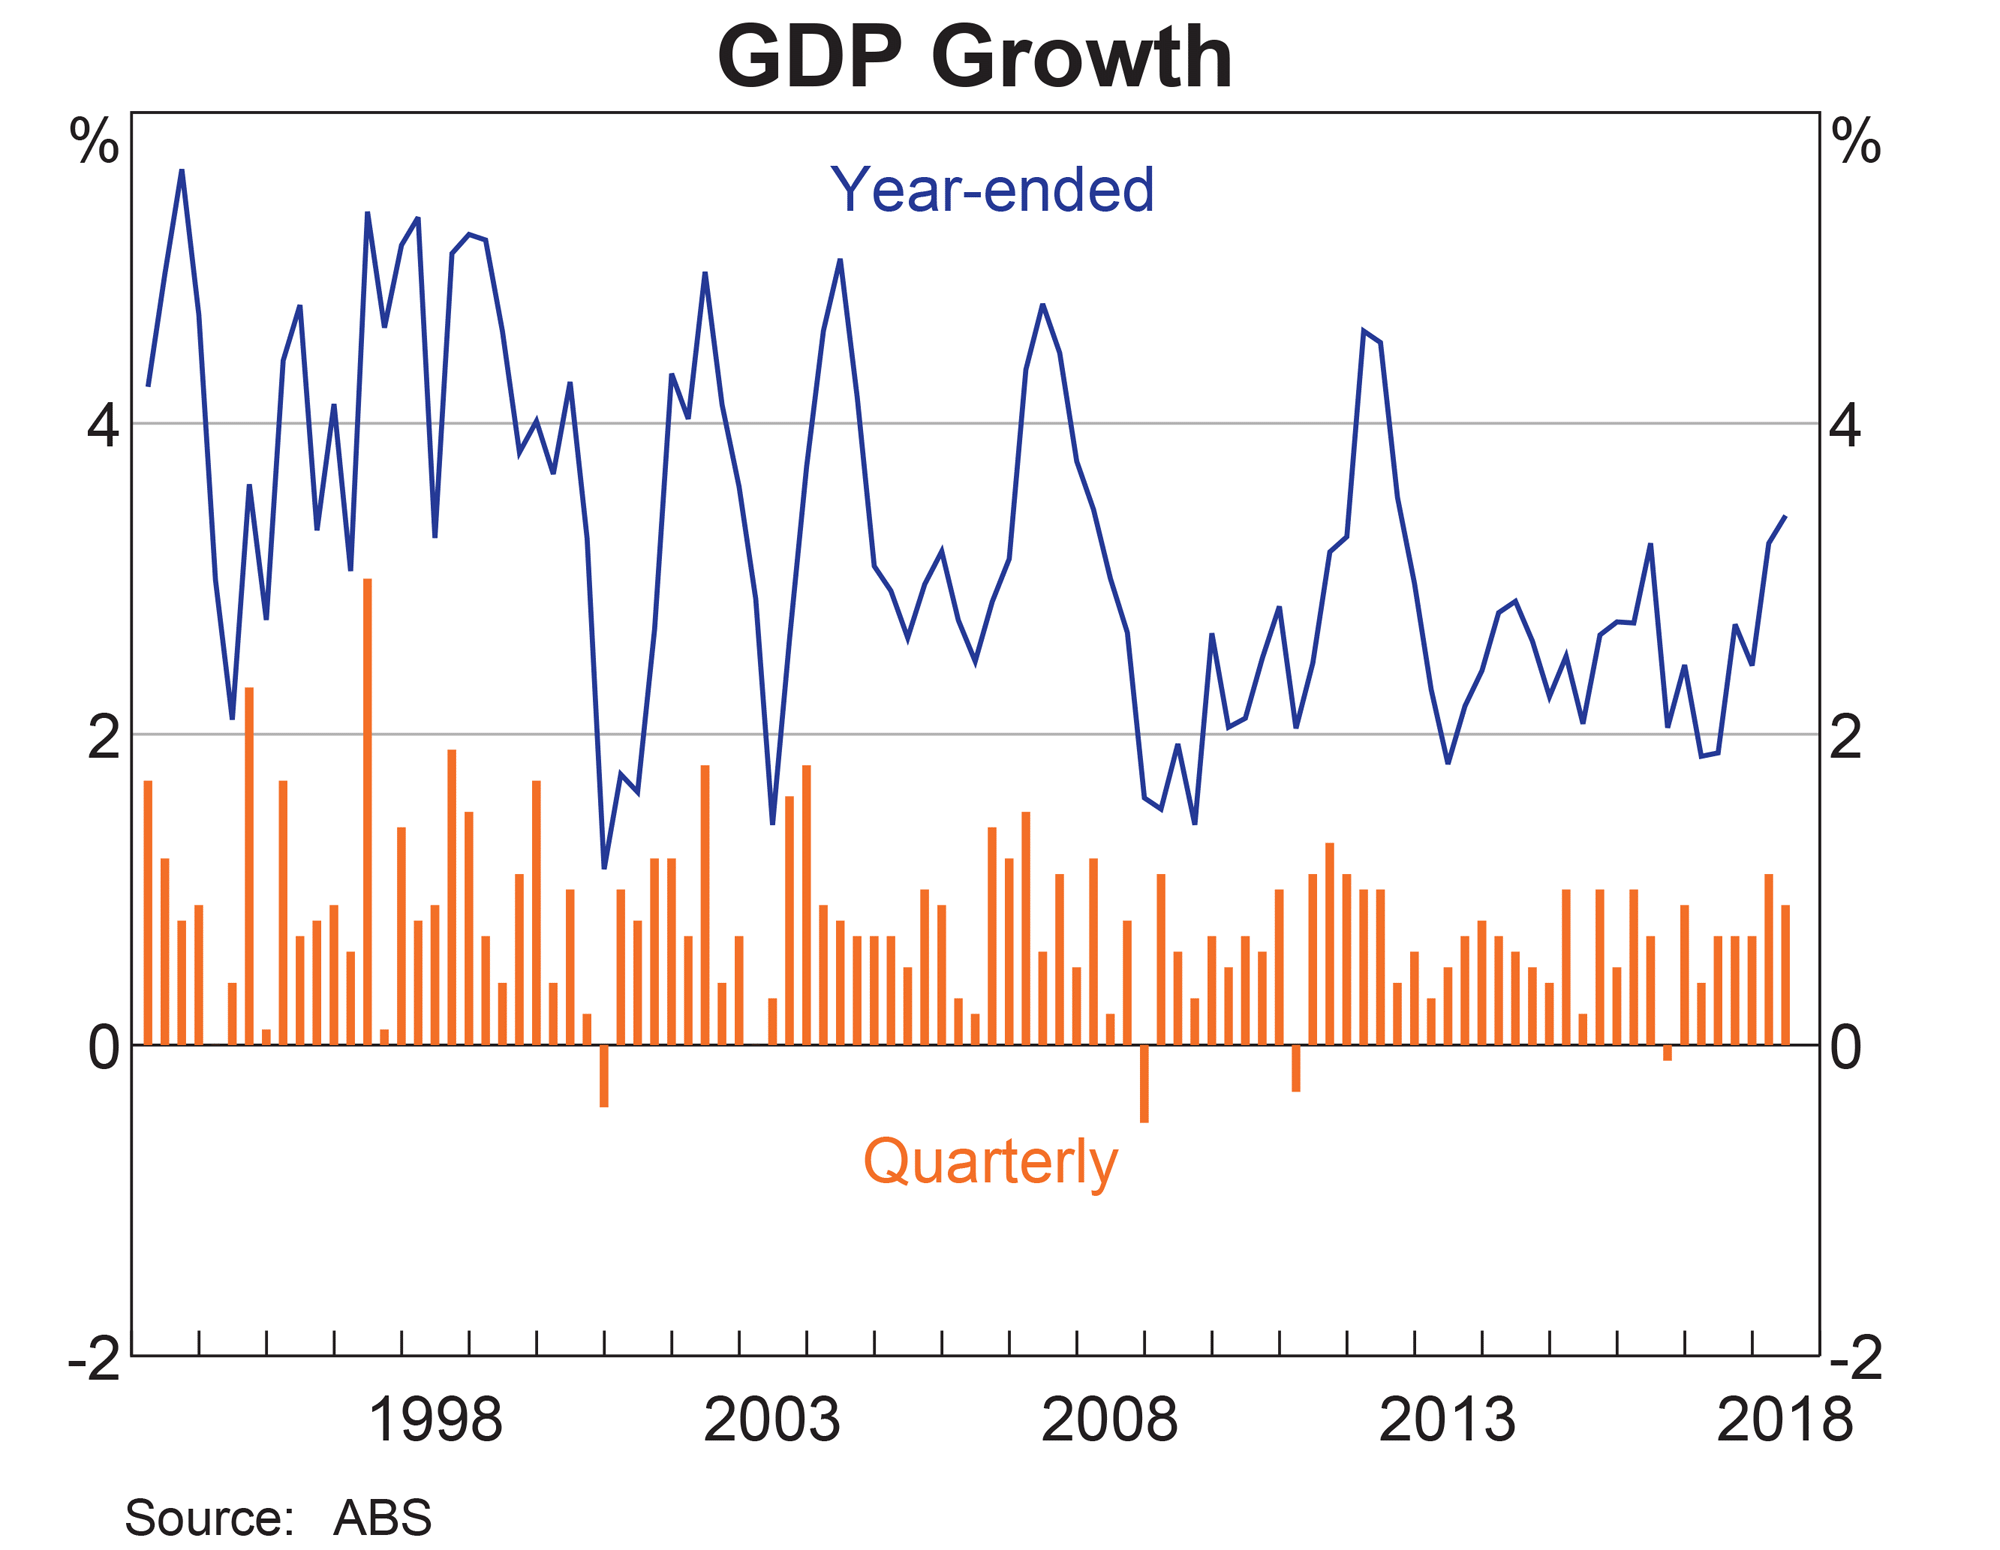 GDP Growth
% %
Year-ended
4 4
2 2
0 0
Quarterly
-2 -2
1998 2003 2008 2013 2018
Source: ABS